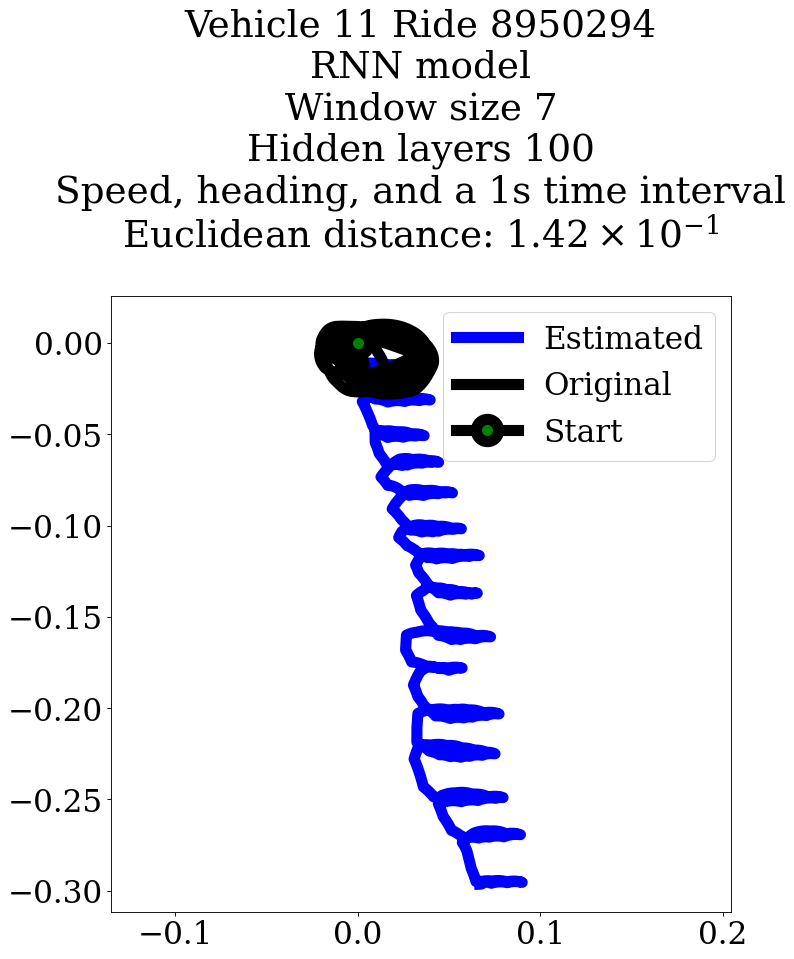 Vehicle 11 Ride 8950294
RNN model
Window size 7
Hidden layers 100
Speed, heading, and a 1s time interval
Euclidean distance: 1.42 × 10⁻¹
Estimated
Original
Start
0.00
−0.05
−0.10
−0.15
−0.20
−0.25
−0.30
−0.1
0.0
0.1
0.2